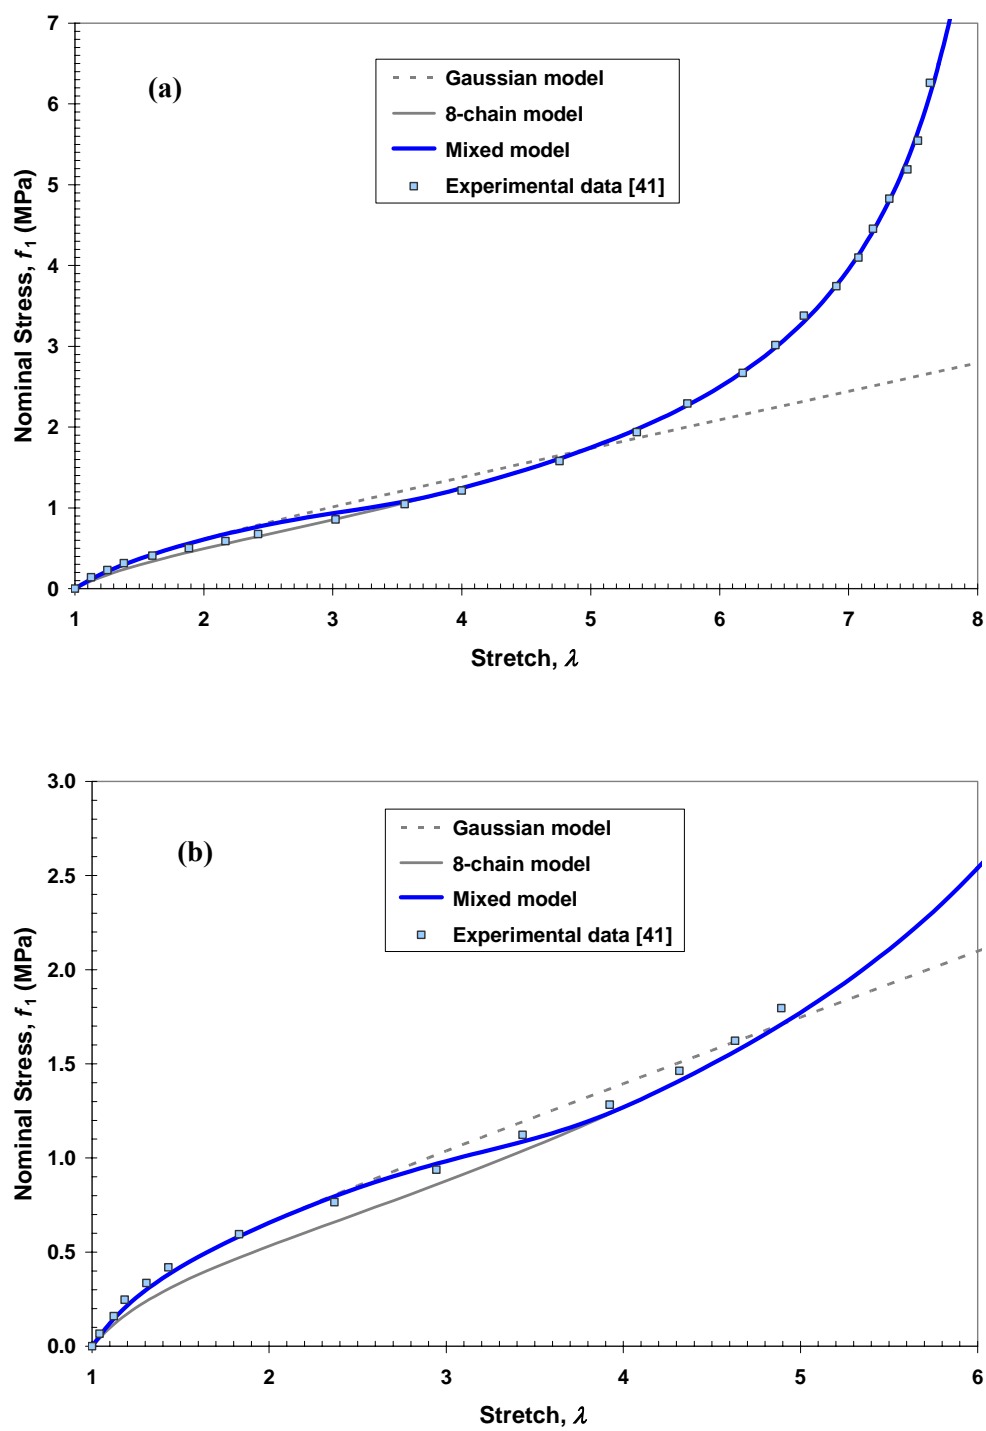 7
6
5
4
3
2
1
0
Nominal Stress, f1 (MPa)
(a)
Gaussian model
8-chain model
Mixed model
Experimental data [41]
1 2 3 4 5 6 7 8
Stretch, λ
3.0
2.5
2.0
1.5
1.0
0.5
0.0
Nominal Stress, f1 (MPa)
(b)
Gaussian model
8-chain model
Mixed model
Experimental data [41]
1 2 3 4 5 6
Stretch, λ